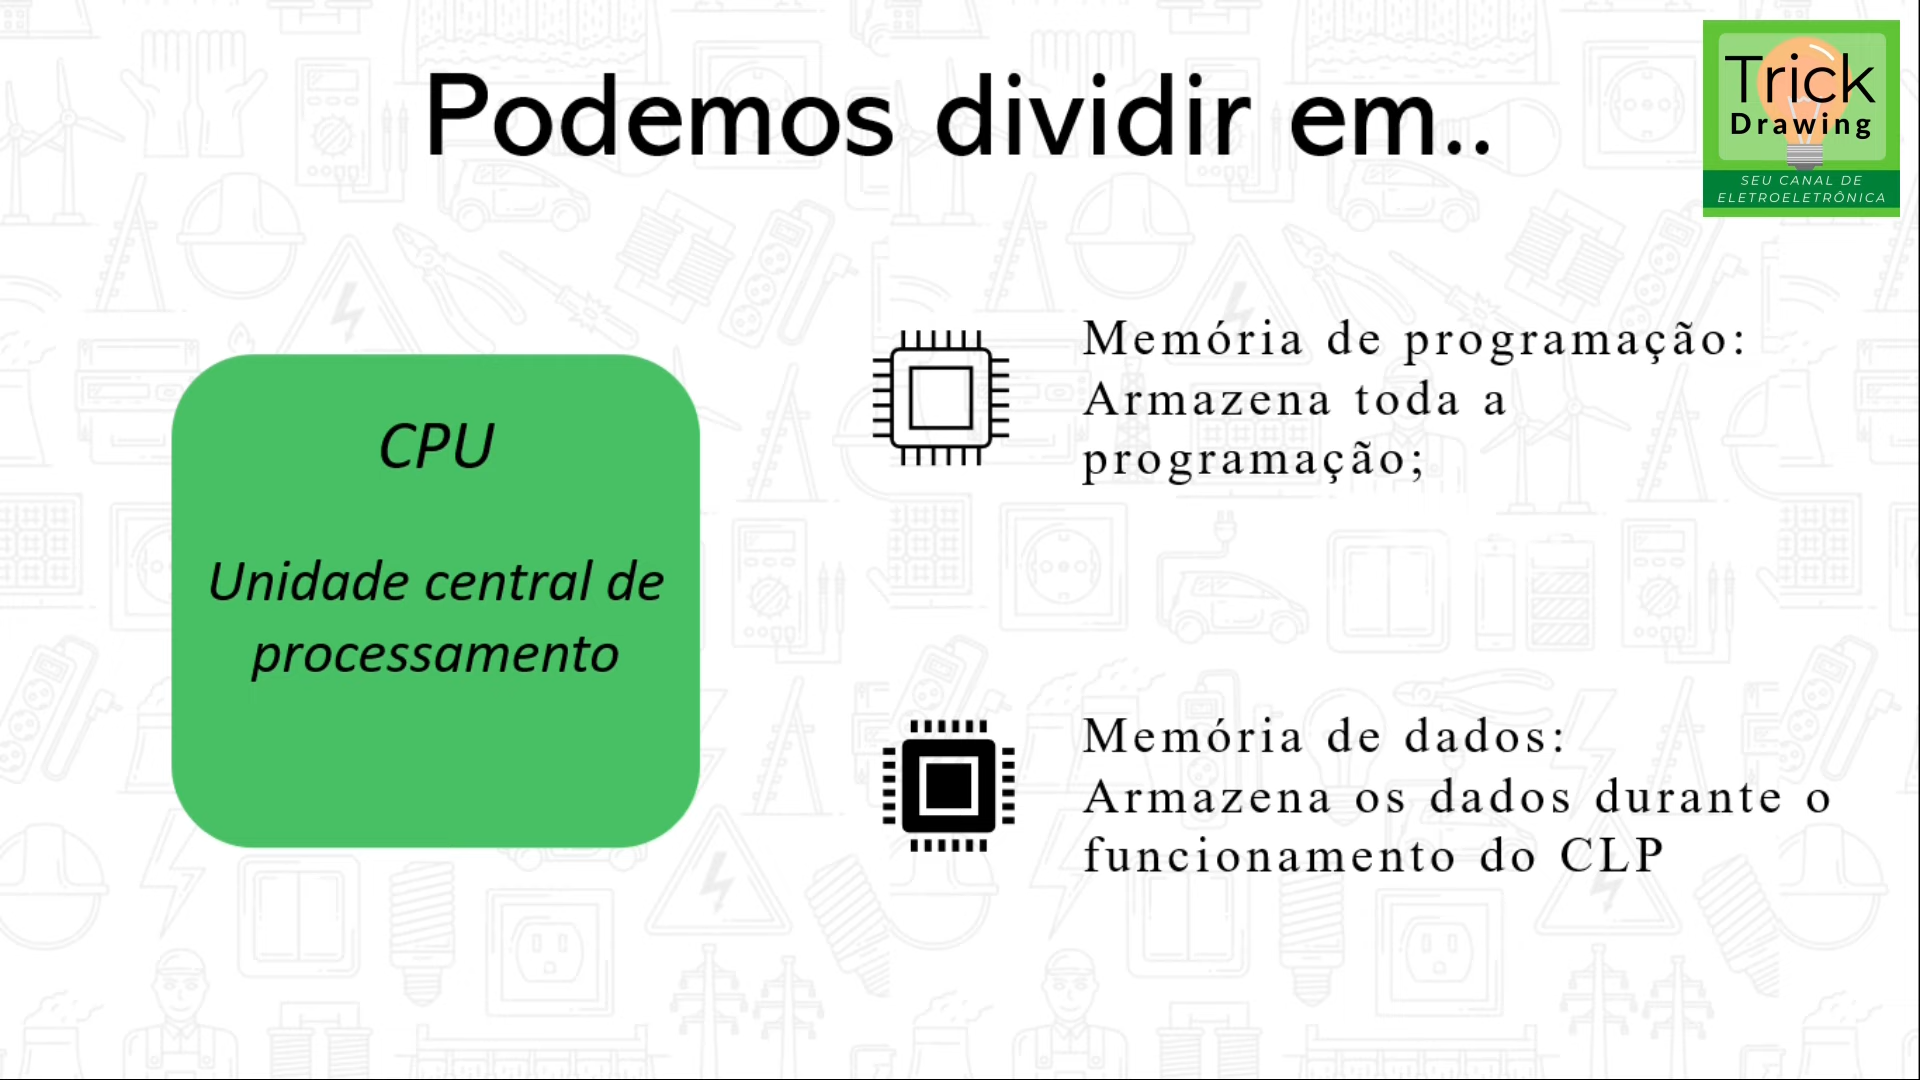 Podemos dividir em..
Trick
Drawing
SEU CANAL DE
ELETROELETRÔNICA
CPU
Unidade central de
processamento
Memória de programação:
Armazena toda a
programação;
Memória de dados:
Armazena os dados durante o
funcionamento do CLP